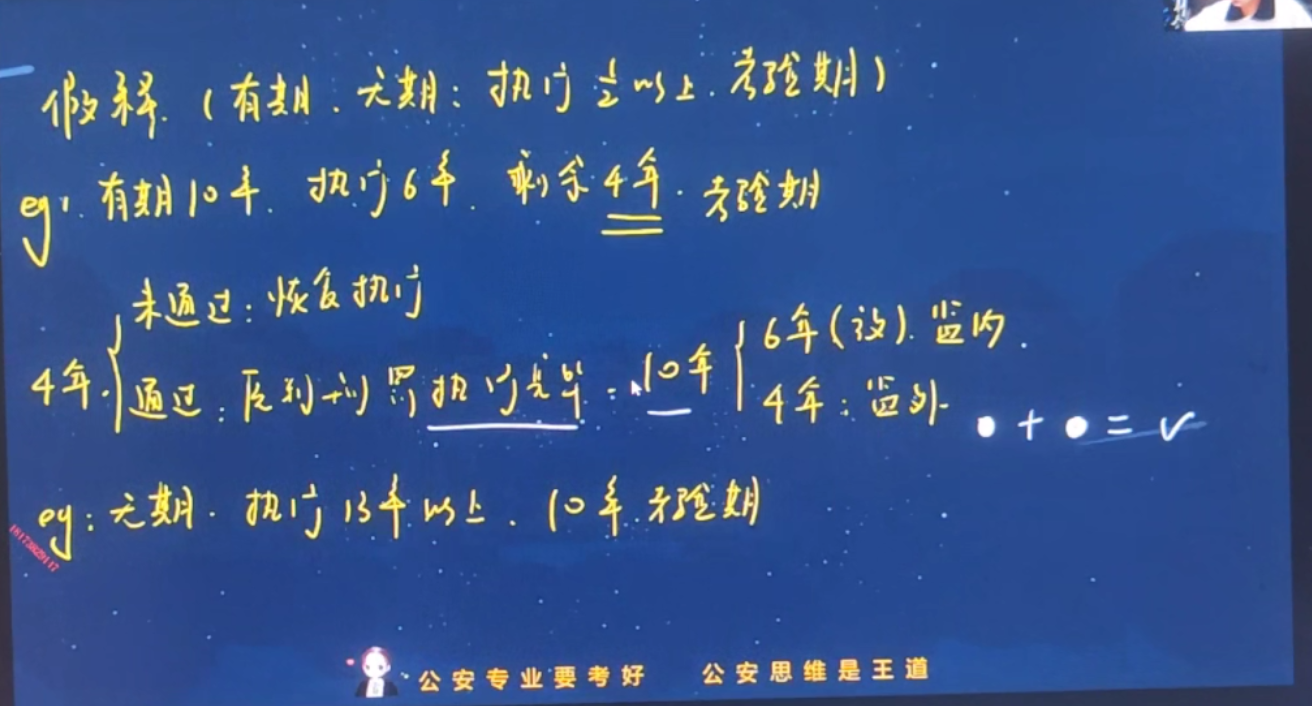 假释（有期、无期：执行1/2以上、考验期）
eg：有期10年、执行6年、剩余4年·考验期
未通过：恢复执行
4年
通过：原判刑罚执行完毕：10年
6年（设）、监内.
4年：监外
● + ● = ✓
eg：无期·执行13年以上、10年考验期
18173629117
公安专业要考好 公安思维是王道